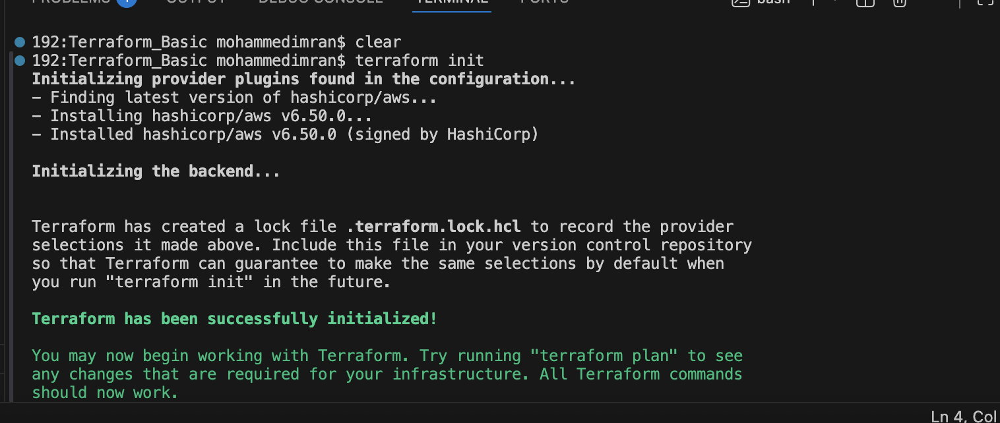 PROBLEMS 1 OUTPUT DEBUG CONSOLE TERMINAL PORTS bash
192:Terraform_Basic mohammedimran$ clear
192:Terraform_Basic mohammedimran$ terraform init
Initializing provider plugins found in the configuration...
- Finding latest version of hashicorp/aws...
- Installing hashicorp/aws v6.50.0...
- Installed hashicorp/aws v6.50.0 (signed by HashiCorp)
Initializing the backend...
Terraform has created a lock file .terraform.lock.hcl to record the provider
selections it made above. Include this file in your version control repository
so that Terraform can guarantee to make the same selections by default when
you run "terraform init" in the future.
Terraform has been successfully initialized!
You may now begin working with Terraform. Try running "terraform plan" to see
any changes that are required for your infrastructure. All Terraform commands
should now work.
Ln 4, Col